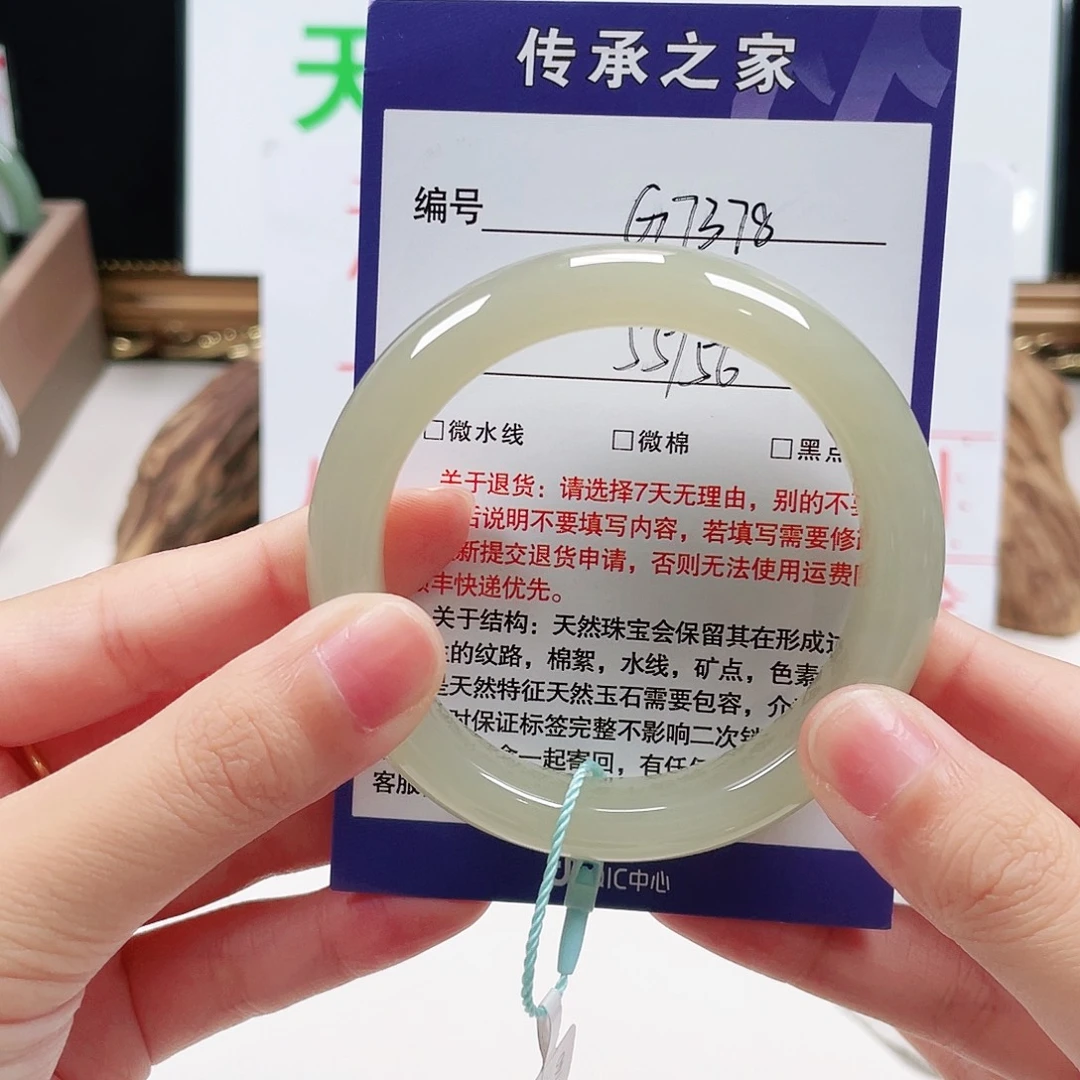 天
传承之家
编号 G7378
55/56
□微水线 □微棉 □黑点
关于退货：请选择7天无理由，别的不
后说明不要填写内容，若填写需要修
新提交退货申请，否则无法使用运费
丰快递优先。
关于结构：天然珠宝会保留其在形成
的纹路，棉絮，水线，矿点，色素
是天然特征天然玉石需要包容，介
时保证标签完整不影响二次销
一起寄回，有任
客服
IC中心